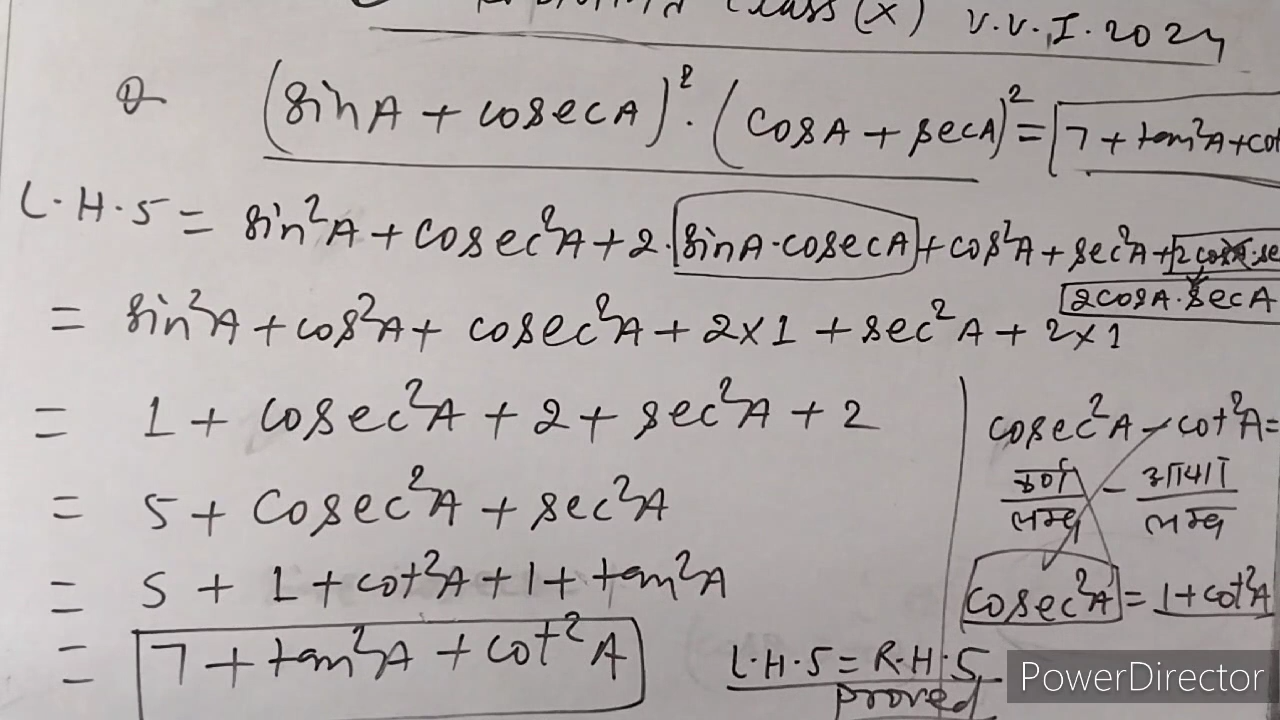 Class (X) V.V.I. 2024
Q (sinA + cosecA)². (cosA + secA)² = 7 + tan²A + cot
L.H.S = sin²A + cosec²A + 2. sinA·cosecA + cos²A + sec²A +
2cosA·secA
= sin²A + cos²A + cosec²A + 2×1 + sec²A + 2×1
= 1 + cosec²A + 2 + sec²A + 2
= 5 + cosec²A + sec²A
= 5 + 1 + cot²A + 1 + tan²A
= 7 + tan²A + cot²A
cosec²A - cot²A =
कर्ण/लम्ब - आधार/लम्ब
cosec²A = 1 + cot²A
L.H.S = R.H.S
proved
PowerDirector